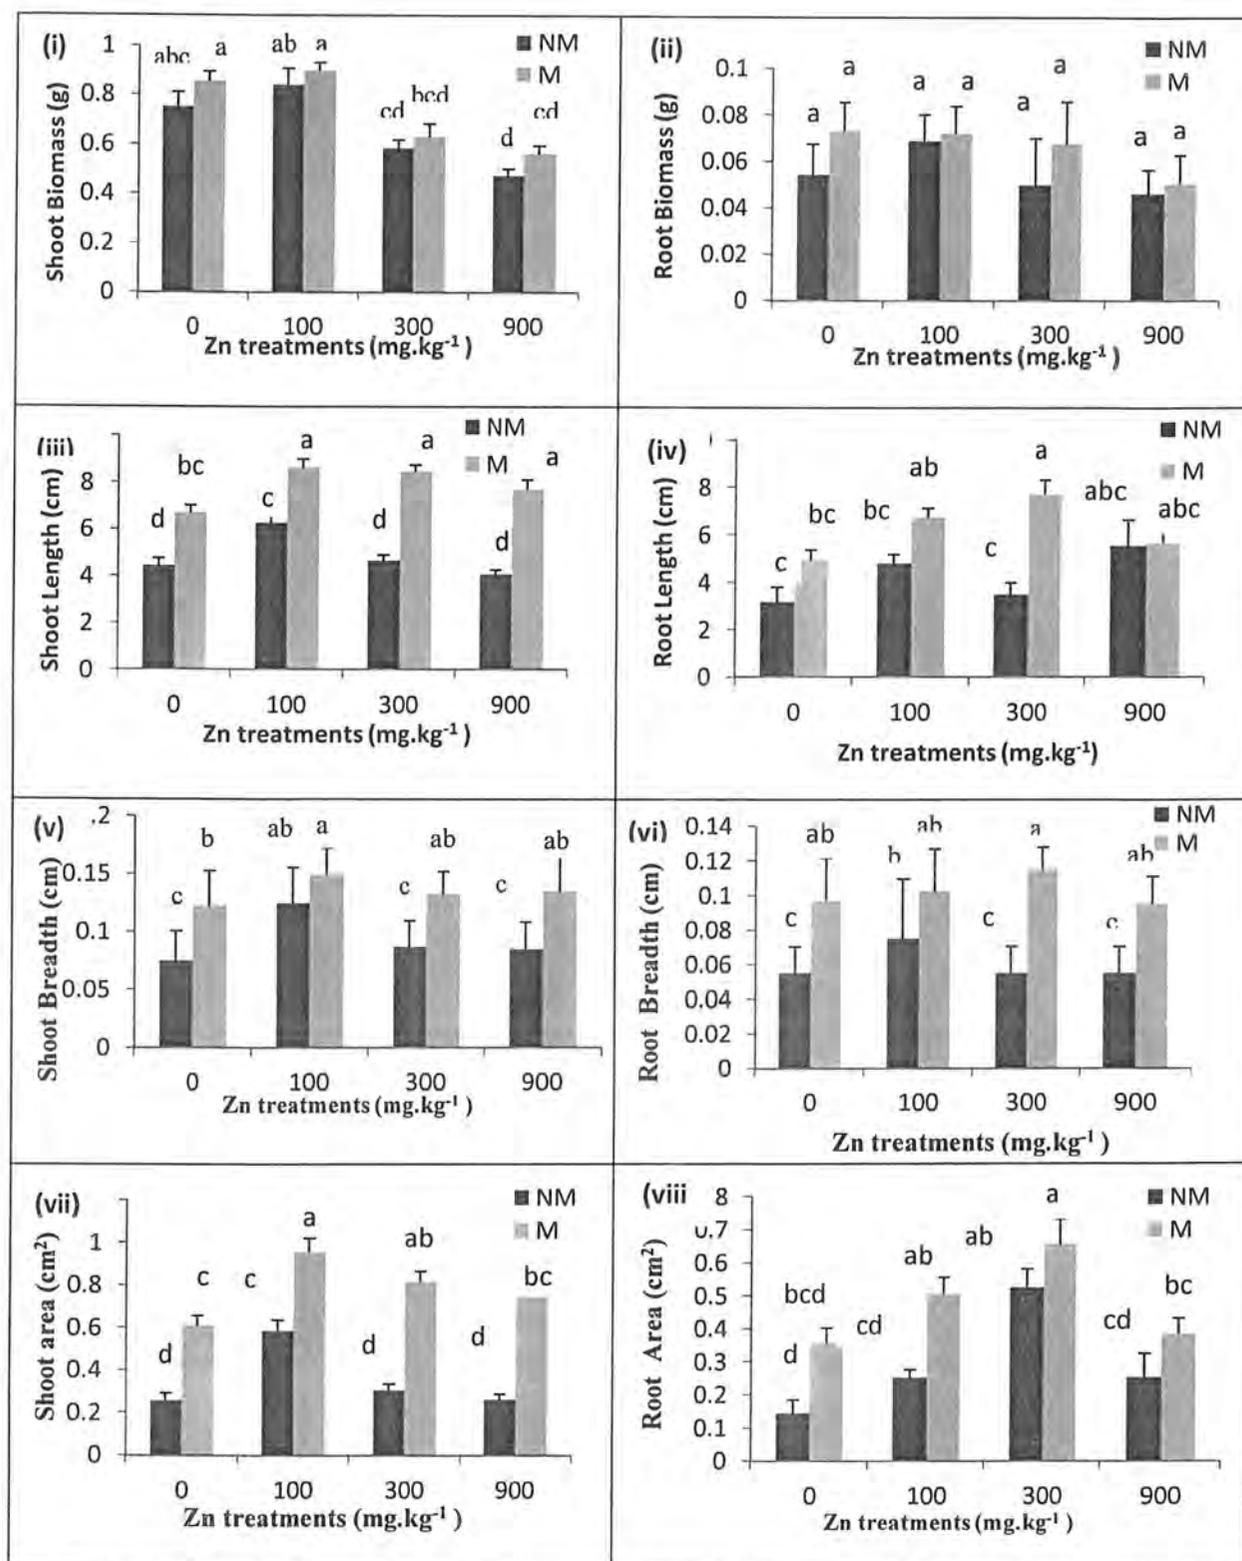 (i)
NM
M
Shoot Biomass (g)
1
0.8
0.6
0.4
0.2
0
abc a ab a
cd bcd
d cd
0 100 300 900
Zn treatments (mg.kg-1 )
(ii)
NM
M
Root Biomass (g)
0.1
0.08
0.06
0.04
0.02
0
a a a a a a a a
0 100 300 900
Zn treatments (mg.kg-1 )
(iii)
NM
M
Shoot Length (cm)
8
6
4
2
0
d bc c a d a d a
0 100 300 900
Zn treatments (mg.kg-1 )
(iv)
NM
M
Root Length (cm)
8
6
4
2
0
c bc bc ab c a abc abc
0 100 300 900
Zn treatments (mg.kg-1)
(v)
Shoot Breadth (cm)
.2
0.15
0.1
0.05
0
c b ab a c ab c ab
0 100 300 900
Zn treatments (mg.kg-1 )
(vi)
NM
M
Root Breadth (cm)
0.14
0.12
0.1
0.08
0.06
0.04
0.02
0
c ab b ab c a c ab
0 100 300 900
Zn treatments (mg.kg-1 )
(vii)
NM
M
Shoot area (cm2)
1
0.8
0.6
0.4
0.2
0
d c c a d ab d bc
0 100 300 900
Zn treatments (mg.kg-1 )
(viii
NM
M
Root Area (cm2)
8
0.7
0.6
0.5
0.4
0.3
0.2
0.1
0
d bcd cd ab ab a cd bc
0 100 300 900
Zn treatments (mg.kg-1 )